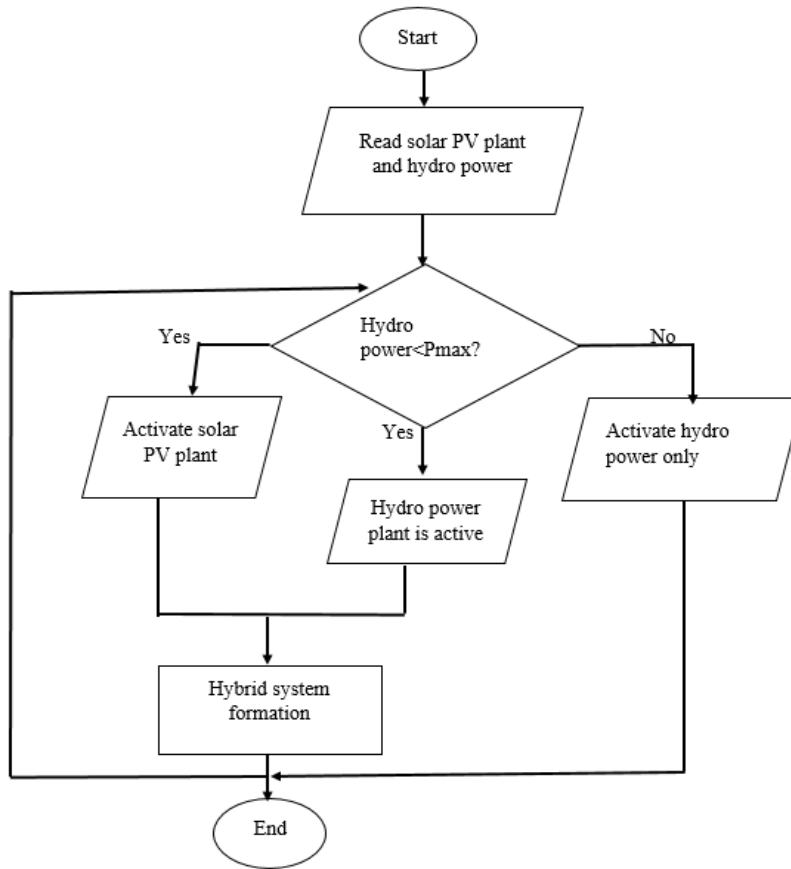 Start
Read solar PV plant
and hydro power
Hydro
power<Pmax?
Yes
No
Yes
Activate solar
PV plant
Activate hydro
power only
Hydro power
plant is active
Hybrid system
formation
End